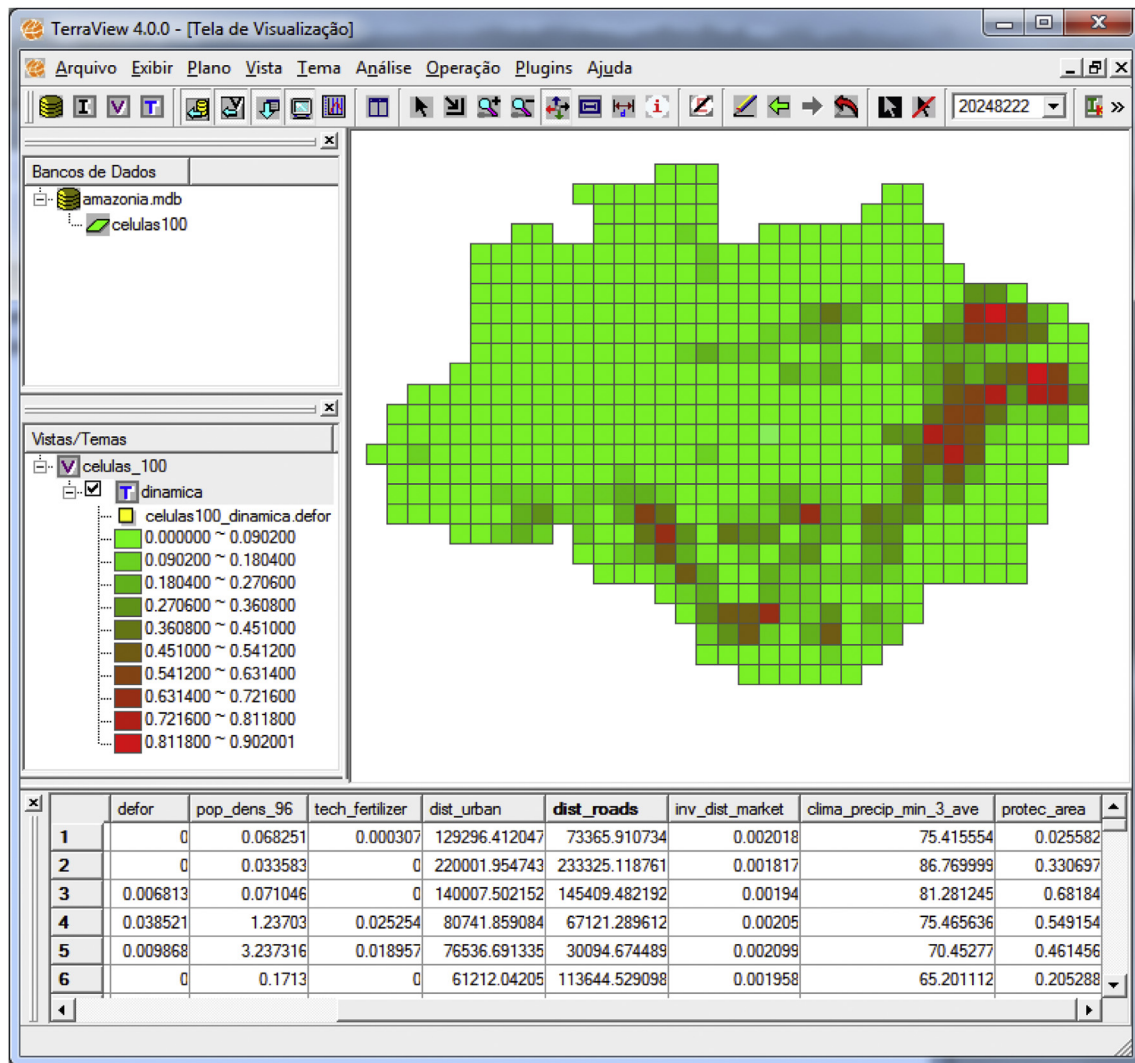 TerraView 4.0.0 - [Tela de Visualização]
Arquivo Exibir Plano Vista Tema Análise Operação Plugins Ajuda
I V T i 20248222 »
Bancos de Dados
amazonia.mdb
celulas100
Vistas/Temas
V celulas_100
T dinamica
celulas100_dinamica.defor
0.000000 ~ 0.090200
0.090200 ~ 0.180400
0.180400 ~ 0.270600
0.270600 ~ 0.360800
0.360800 ~ 0.451000
0.451000 ~ 0.541200
0.541200 ~ 0.631400
0.631400 ~ 0.721600
0.721600 ~ 0.811800
0.811800 ~ 0.902001
defor pop_dens_96 tech_fertilizer dist_urban dist_roads inv_dist_market clima_precip_min_3_ave protec_area
1 0 0.068251 0.000307 129296.412047 73365.910734 0.002018 75.415554 0.025582
2 0 0.033583 0 220001.954743 233325.118761 0.001817 86.769999 0.330697
3 0.006813 0.071046 0 140007.502152 145409.482192 0.00194 81.281245 0.68184
4 0.038521 1.23703 0.025254 80741.859084 67121.289612 0.00205 75.465636 0.549154
5 0.009868 3.237316 0.018957 76536.691335 30094.674489 0.002099 70.45277 0.461456
6 0 0.1713 0 61212.04205 113644.529098 0.001958 65.201112 0.205288